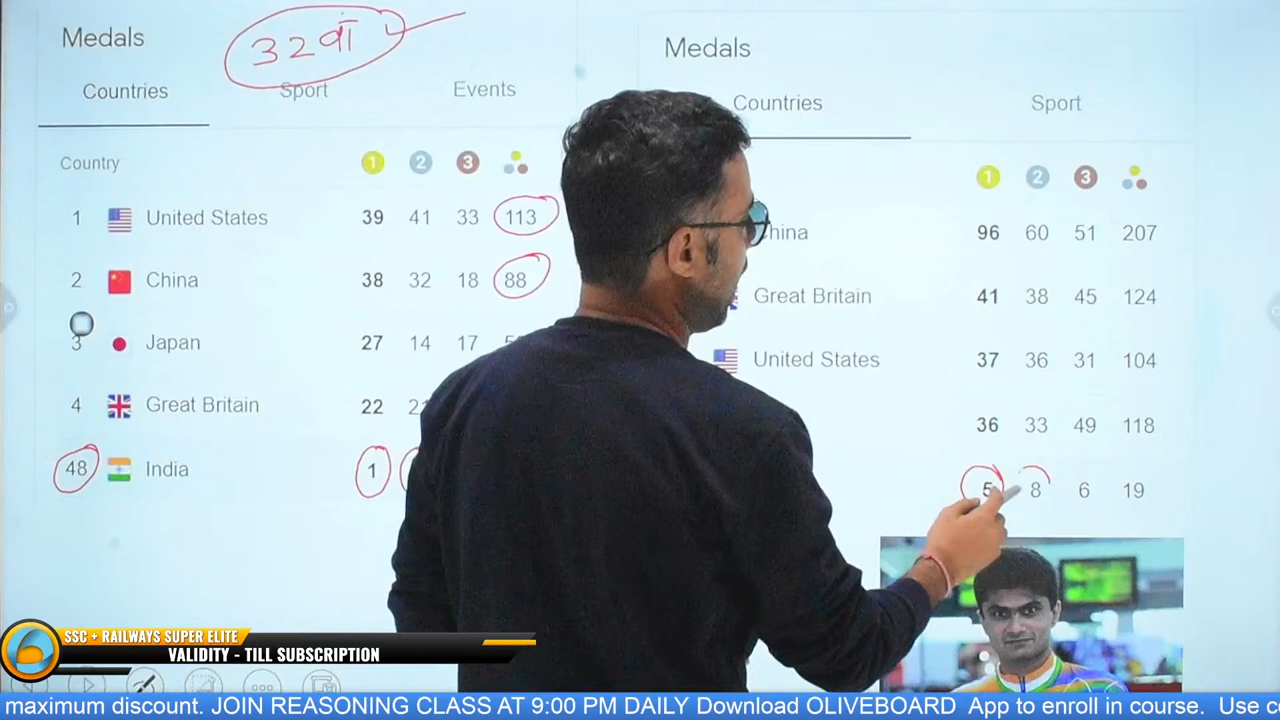 Medals
32वाँ
Countries Sport Events
Country 1 2 3
1 United States 39 41 33 113
2 China 38 32 18 88
3 Japan 27 14 17
4 Great Britain 22
48 India 1
Medals
Countries Sport
1 2 3
China 96 60 51 207
Great Britain 41 38 45 124
United States 37 36 31 104
36 33 49 118
5 8 6 19
SSC + RAILWAYS SUPER ELITE
VALIDITY - TILL SUBSCRIPTION
maximum discount. JOIN REASONING CLASS AT 9:00 PM DAILY Download OLIVEBOARD App to enroll in course. Use c